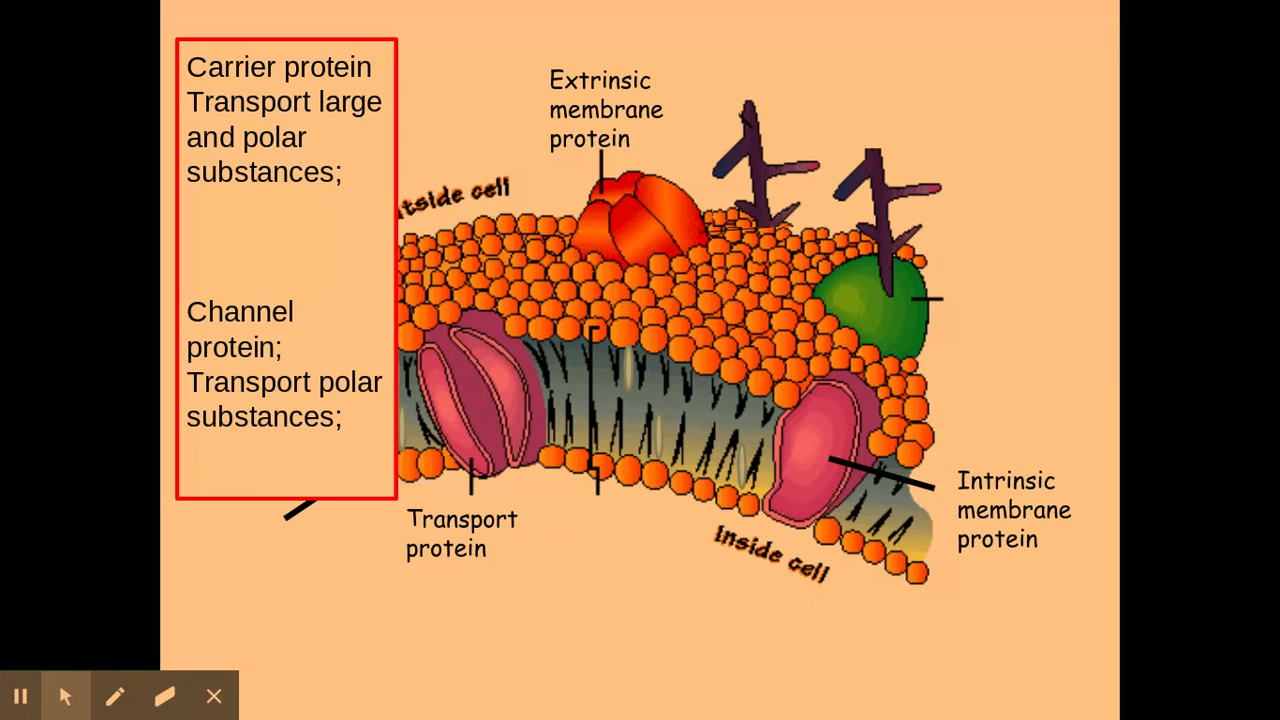 Carrier protein
Transport large
and polar
substances;
Channel
protein;
Transport polar
substances;
Extrinsic
membrane
protein
tside cell
Transport
protein
Inside cell
Intrinsic
membrane
protein